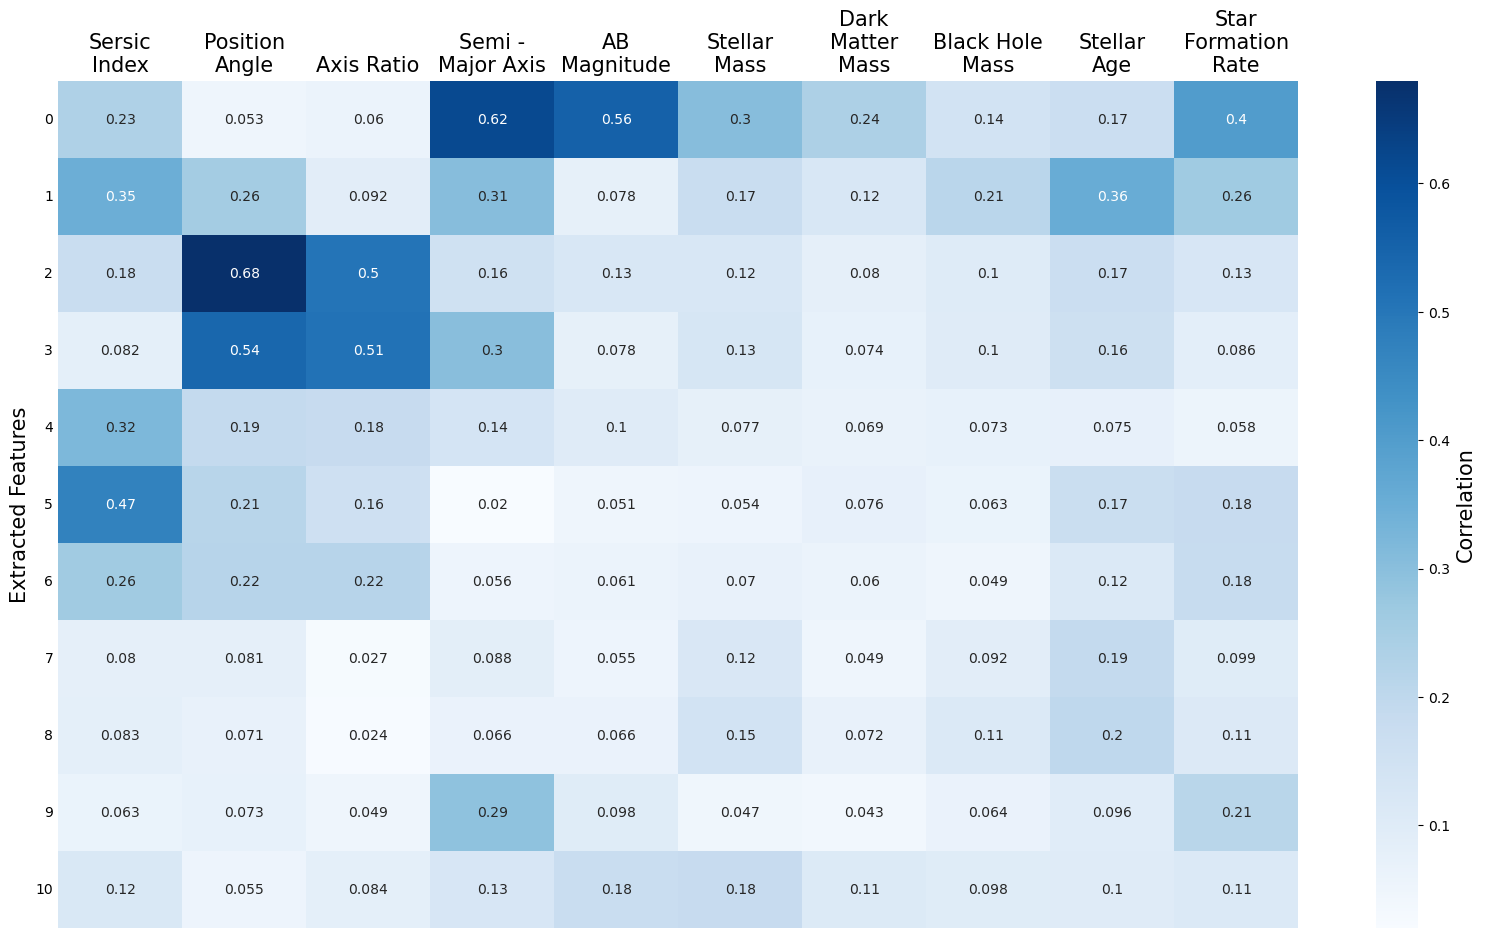 Sersic
Index
Position
Angle
Axis Ratio
Semi -
Major Axis
AB
Magnitude
Stellar
Mass
Dark
Matter
Mass
Black Hole
Mass
Stellar
Age
Star
Formation
Rate
Extracted Features
0 0.23 0.053 0.06 0.62 0.56 0.3 0.24 0.14 0.17 0.4
1 0.35 0.26 0.092 0.31 0.078 0.17 0.12 0.21 0.36 0.26
2 0.18 0.68 0.5 0.16 0.13 0.12 0.08 0.1 0.17 0.13
3 0.082 0.54 0.51 0.3 0.078 0.13 0.074 0.1 0.16 0.086
4 0.32 0.19 0.18 0.14 0.1 0.077 0.069 0.073 0.075 0.058
5 0.47 0.21 0.16 0.02 0.051 0.054 0.076 0.063 0.17 0.18
6 0.26 0.22 0.22 0.056 0.061 0.07 0.06 0.049 0.12 0.18
7 0.08 0.081 0.027 0.088 0.055 0.12 0.049 0.092 0.19 0.099
8 0.083 0.071 0.024 0.066 0.066 0.15 0.072 0.11 0.2 0.11
9 0.063 0.073 0.049 0.29 0.098 0.047 0.043 0.064 0.096 0.21
10 0.12 0.055 0.084 0.13 0.18 0.18 0.11 0.098 0.1 0.11
0.6
0.5
0.4
0.3
0.2
0.1
Correlation